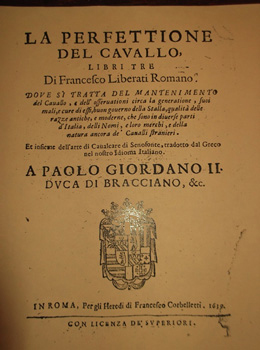 LA PERFETTIONE
DEL CAVALLO,
LIBRI TRE
Di Francesco Liberati Romano.
DOVE SI TRATTA DEL MANTENIMENTO
del Cavallo, e dell' osservationi circa la generatione, suoi
mali, e cure di essi, buon governo della Stalla, qualità delle
razze antiche, e moderne, che sono in diverse parti
d'Italia, delli Nomi, e loro merchi, e della
natura ancora de' Cavalli stranieri.
Et insieme dell'arte di Cavalcare di Senofonte, tradotto dal Greco
nel nostro Idioma Italiano.
A PAOLO GIORDANO II.
DVCA DI BRACCIANO, &c.
IN ROMA, Per gli Heredi di Francesco Corbelletti.
CON LICENZA DE' SVPERIORI.